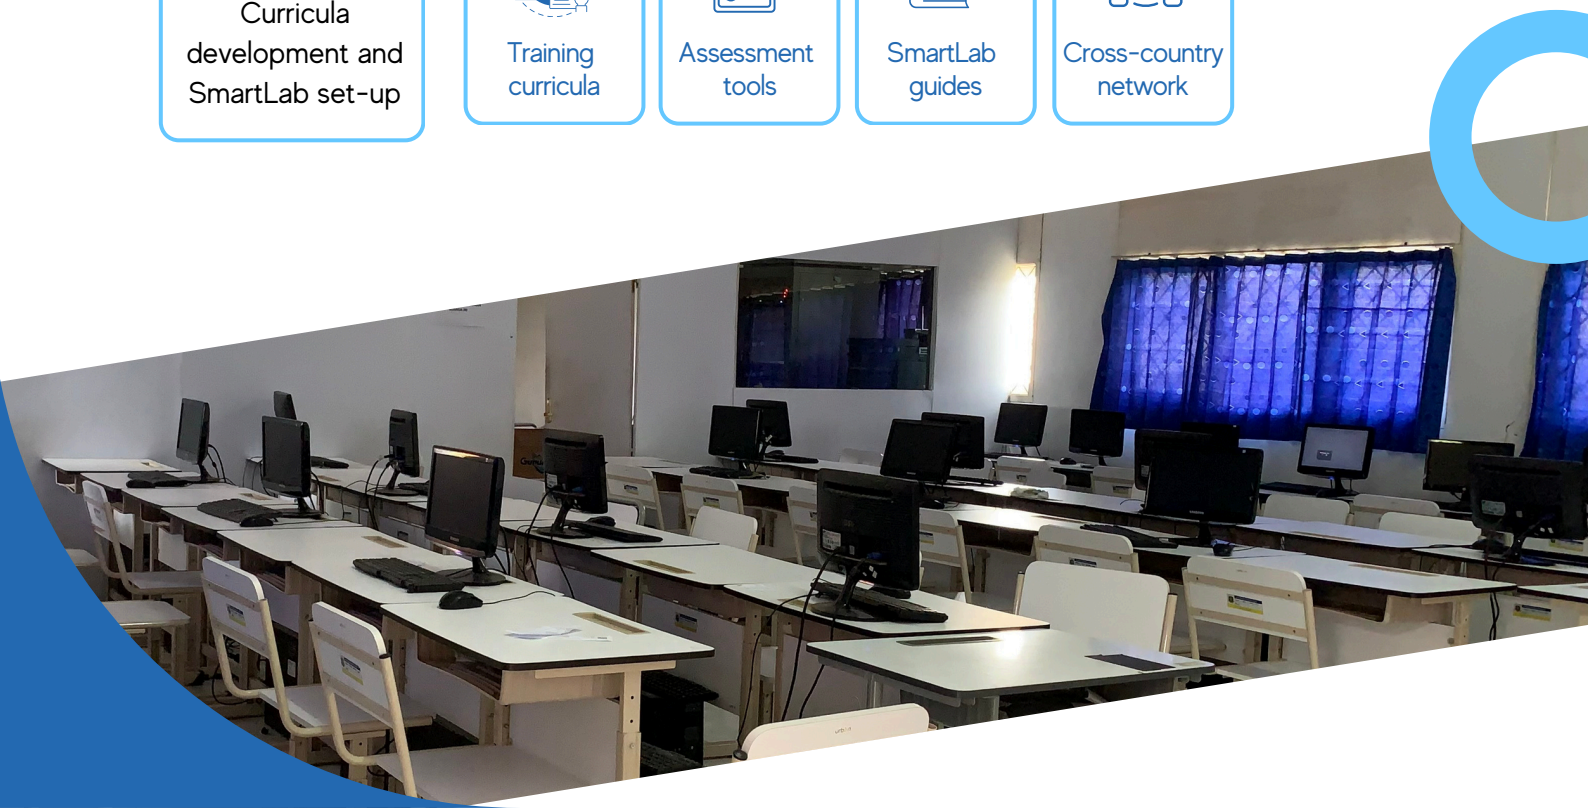 Curricula
development and
SmartLab set-up
Training
curricula
Assessment
tools
SmartLab
guides
Cross-country
network